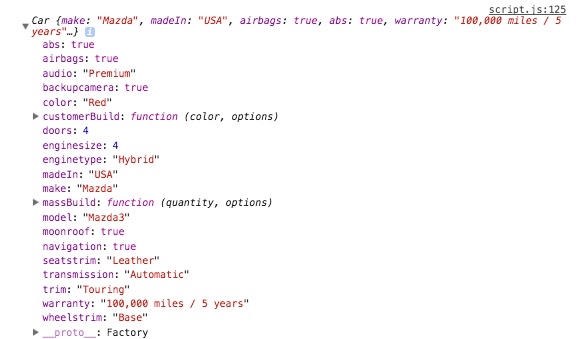 script.js:125
Car {make: "Mazda", madeIn: "USA", airbags: true, abs: true, warranty: "100,000 miles / 5
years"…} i
abs: true
airbags: true
audio: "Premium"
backupcamera: true
color: "Red"
customerBuild: function (color, options)
doors: 4
enginesize: 4
enginetype: "Hybrid"
madeIn: "USA"
make: "Mazda"
massBuild: function (quantity, options)
model: "Mazda3"
moonroof: true
navigation: true
seatstrim: "Leather"
transmission: "Automatic"
trim: "Touring"
warranty: "100,000 miles / 5 years"
wheelstrim: "Base"
__proto__: Factory